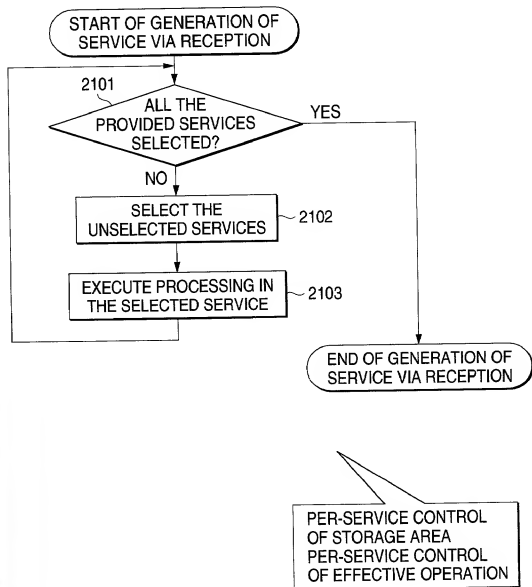 START OF GENERATION OF
SERVICE VIA RECEPTION
2101
ALL THE
PROVIDED SERVICES
SELECTED?
YES
NO
SELECT THE
UNSELECTED SERVICES
2102
EXECUTE PROCESSING IN
THE SELECTED SERVICE
2103
END OF GENERATION OF
SERVICE VIA RECEPTION
PER-SERVICE CONTROL
OF STORAGE AREA
PER-SERVICE CONTROL
OF EFFECTIVE OPERATION